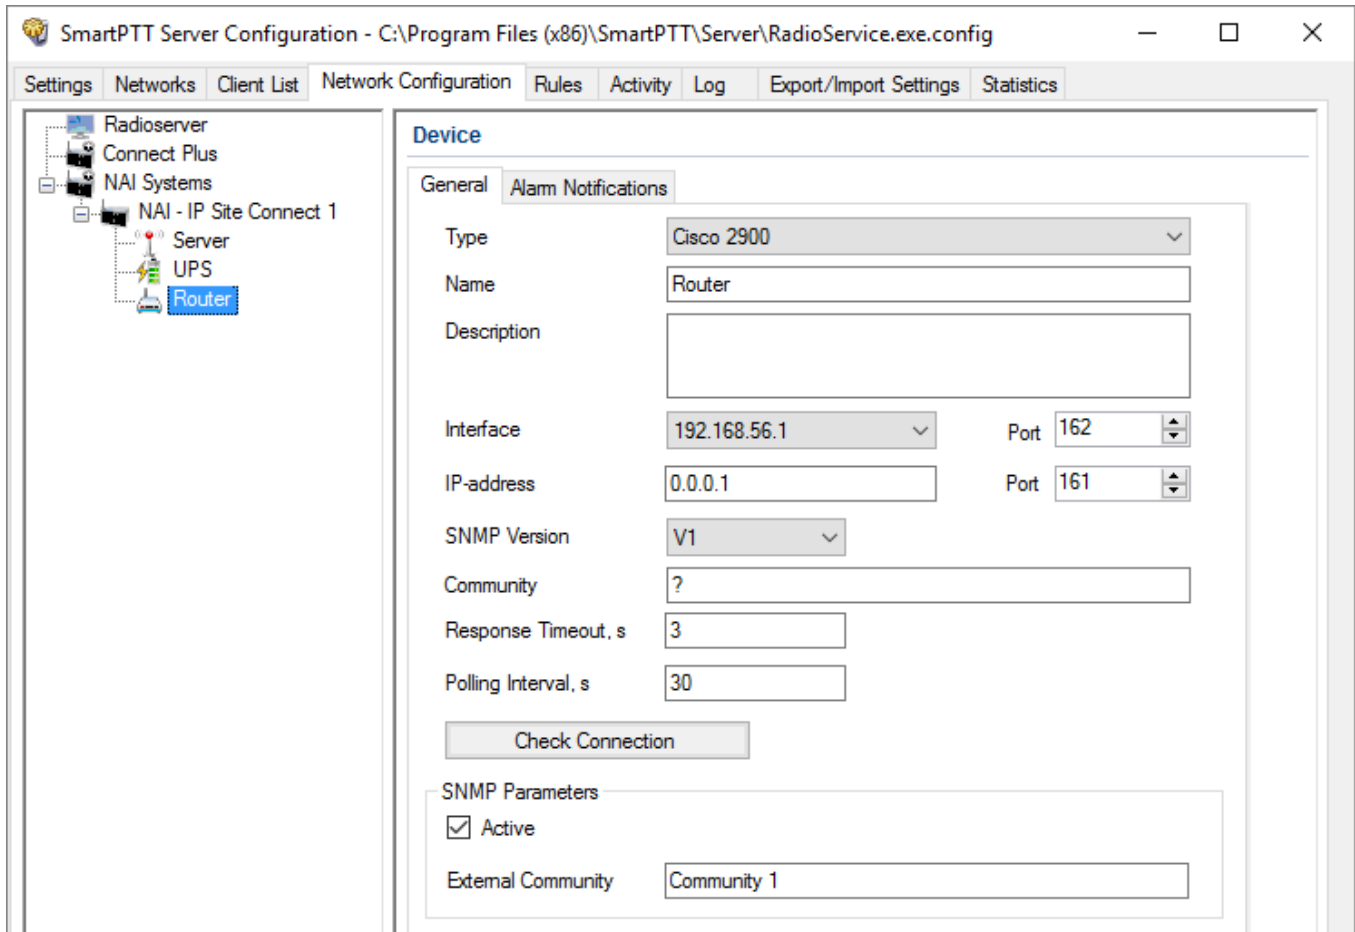 SmartPTT Server Configuration - C:\Program Files (x86)\SmartPTT\Server\RadioService.exe.config
Settings Networks Client List Network Configuration Rules Activity Log Export/Import Settings Statistics
Radioserver
Connect Plus
NAI Systems
NAI - IP Site Connect 1
Server
UPS
Router
Device
General Alarm Notifications
Type Cisco 2900
Name Router
Description
Interface 192.168.56.1 Port 162
IP-address 0.0.0.1 Port 161
SNMP Version V1
Community ?
Response Timeout, s 3
Polling Interval, s 30
Check Connection
SNMP Parameters
Active
External Community Community 1